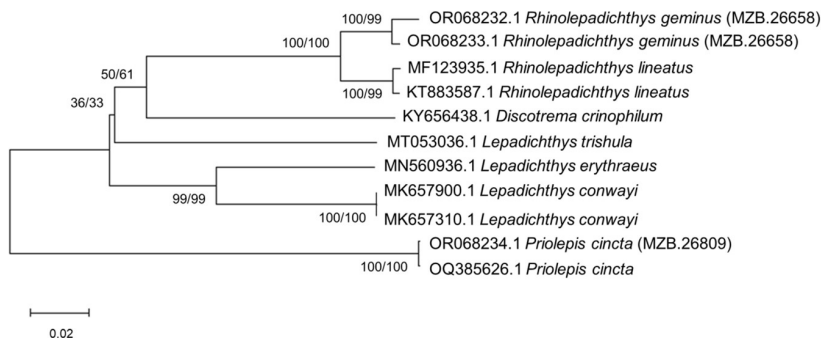 100/99
OR068232.1 Rhinolepadichthys geminus (MZB.26658)
100/100
OR068233.1 Rhinolepadichthys geminus (MZB.26658)
50/61
MF123935.1 Rhinolepadichthys lineatus
100/99
KT883587.1 Rhinolepadichthys lineatus
36/33
KY656438.1 Discotrema crinophilum
MT053036.1 Lepadichthys trishula
MN560936.1 Lepadichthys erythraeus
99/99
MK657900.1 Lepadichthys conwayi
100/100
MK657310.1 Lepadichthys conwayi
OR068234.1 Priolepis cincta (MZB.26809)
100/100
OQ385626.1 Priolepis cincta
0.02